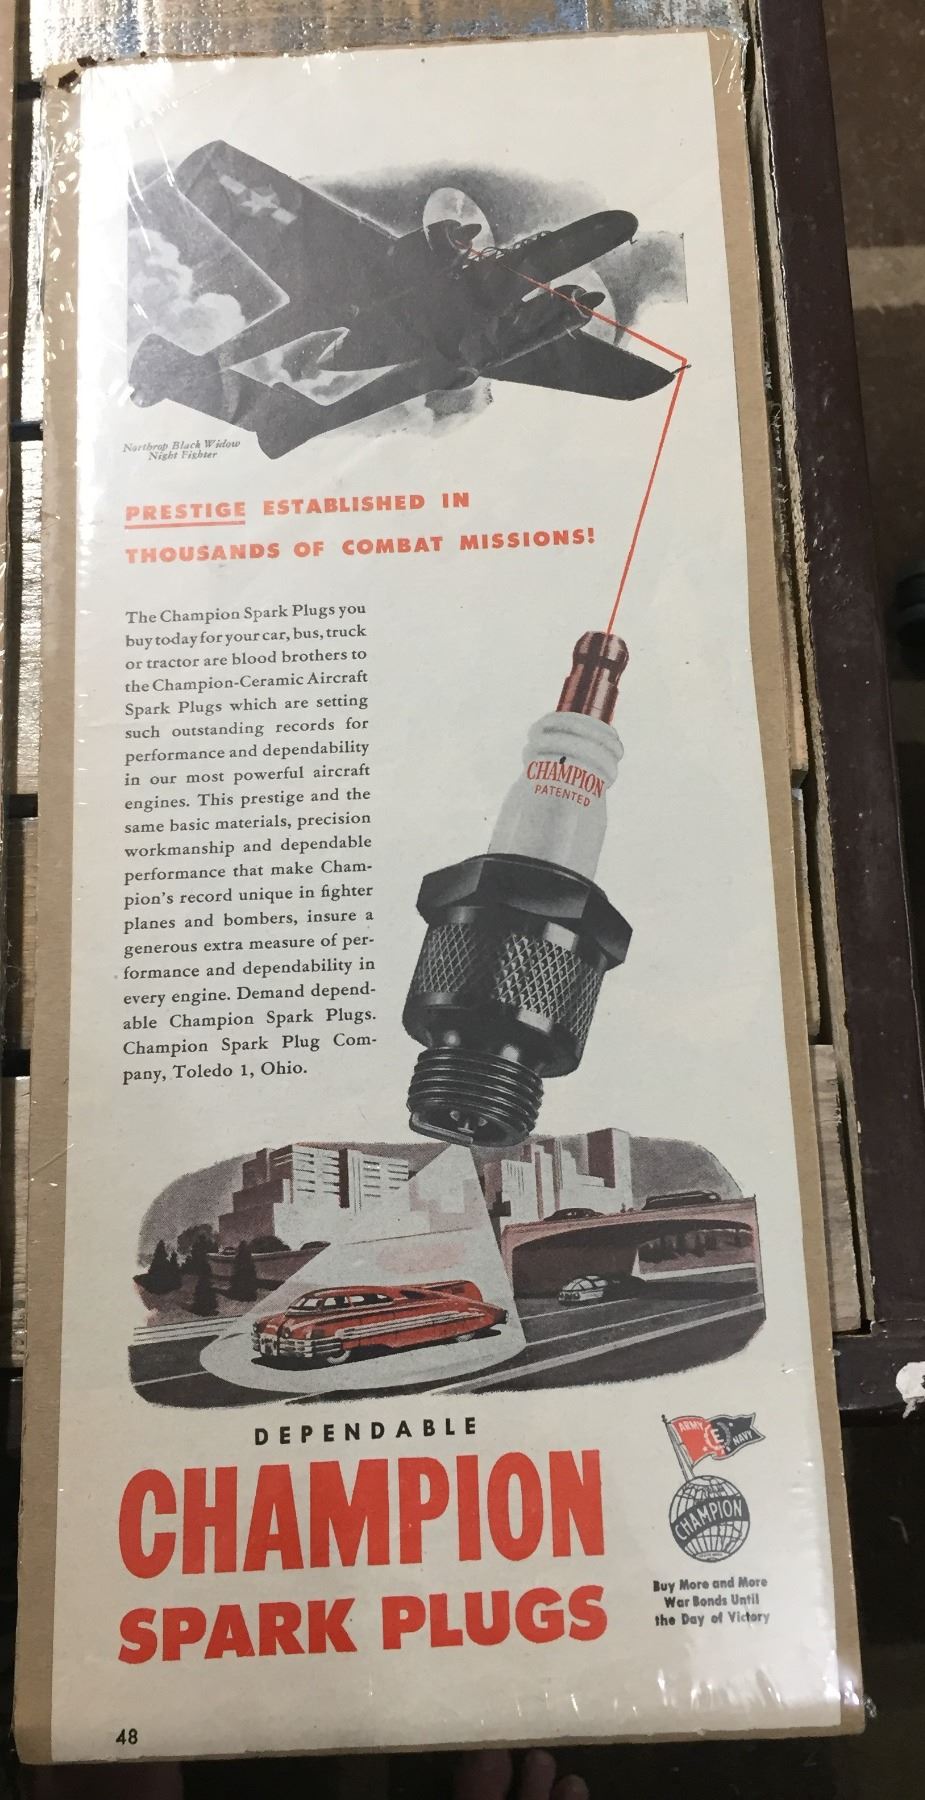 Northrop Black Widow
Night Fighter
PRESTIGE ESTABLISHED IN
THOUSANDS OF COMBAT MISSIONS!
The Champion Spark Plugs you
buy today for your car, bus, truck
or tractor are blood brothers to
the Champion-Ceramic Aircraft
Spark Plugs which are setting
such outstanding records for
performance and dependability
in our most powerful aircraft
engines. This prestige and the
same basic materials, precision
workmanship and dependable
performance that make Cham-
pion's record unique in fighter
planes and bombers, insure a
generous extra measure of per-
formance and dependability in
every engine. Demand depend-
able Champion Spark Plugs.
Champion Spark Plug Com-
pany, Toledo 1, Ohio.
CHAMPION
PATENTED
DEPENDABLE
CHAMPION
SPARK PLUGS
ARMY E NAVY
CHAMPION
Buy More and More
War Bonds Until
the Day of Victory
48